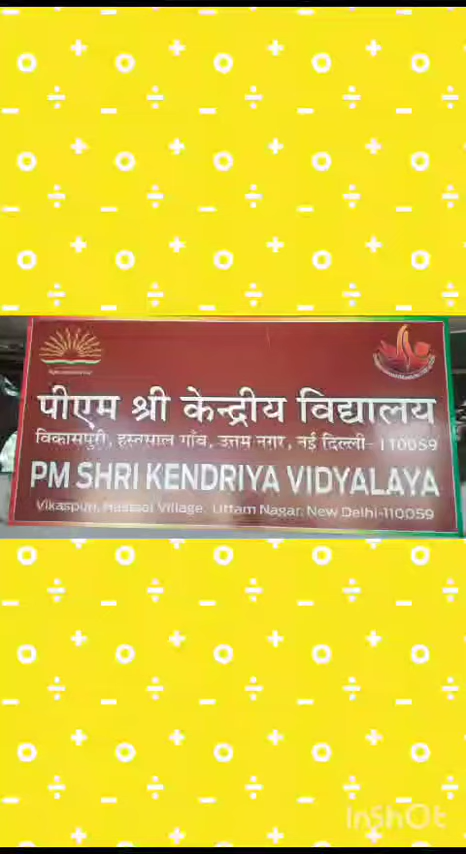 पीएम श्री केन्द्रीय विद्यालय
विकासपुरी, हस्तसाल गाँव, उत्तम नगर, नई दिल्ली-110059
PM SHRI KENDRIYA VIDYALAYA
Vikaspuri, Hastsal Village, Uttam Nagar, New Delhi-110059
InShOt